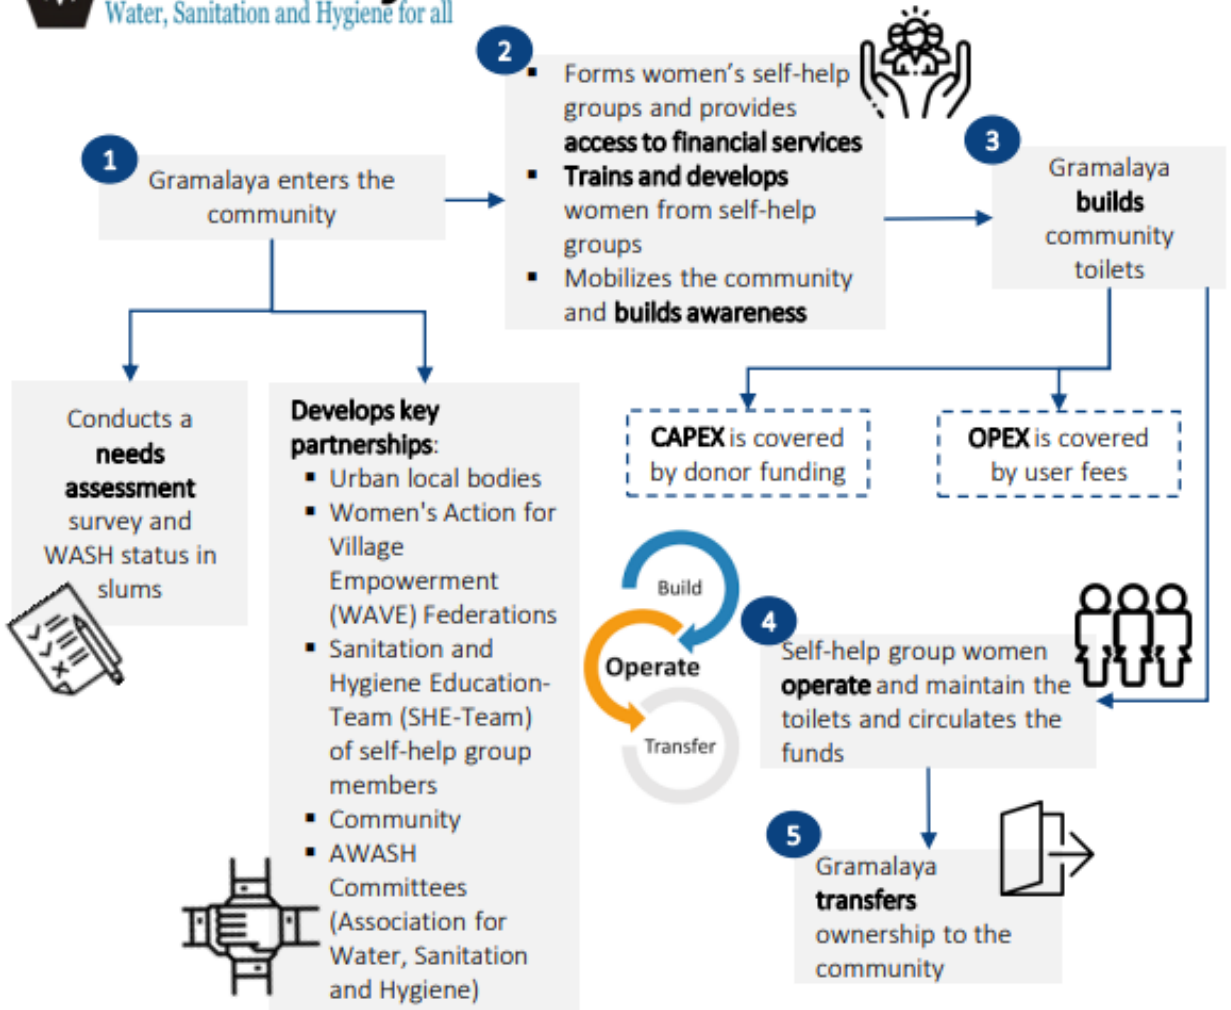 Water, Sanitation and Hygiene for all
1
Gramalaya enters the
community
2
▪ Forms women's self-help
groups and provides
access to financial services
▪ Trains and develops
women from self-help
groups
▪ Mobilizes the community
and builds awareness
3
Gramalaya
builds
community
toilets
Conducts a
needs
assessment
survey and
WASH status in
slums
Develops key
partnerships:
▪ Urban local bodies
▪ Women's Action for
Village
Empowerment
(WAVE) Federations
▪ Sanitation and
Hygiene Education-
Team (SHE-Team)
of self-help group
members
▪ Community
▪ AWASH
Committees
(Association for
Water, Sanitation
and Hygiene)
CAPEX is covered
by donor funding
OPEX is covered
by user fees
Build
Operate
Transfer
4
Self-help group women
operate and maintain the
toilets and circulates the
funds
5
Gramalaya
transfers
ownership to the
community